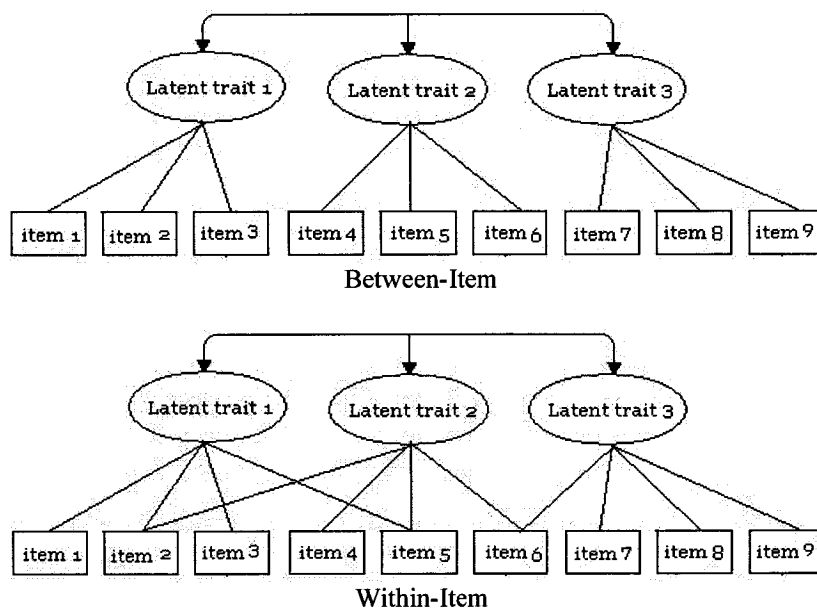 Latent trait 1 Latent trait 2 Latent trait 3
item 1 item 2 item 3 item 4 item 5 item 6 item 7 item 8 item 9
Between-Item
Latent trait 1 Latent trait 2 Latent trait 3
item 1 item 2 item 3 item 4 item 5 item 6 item 7 item 8 item 9
Within-Item